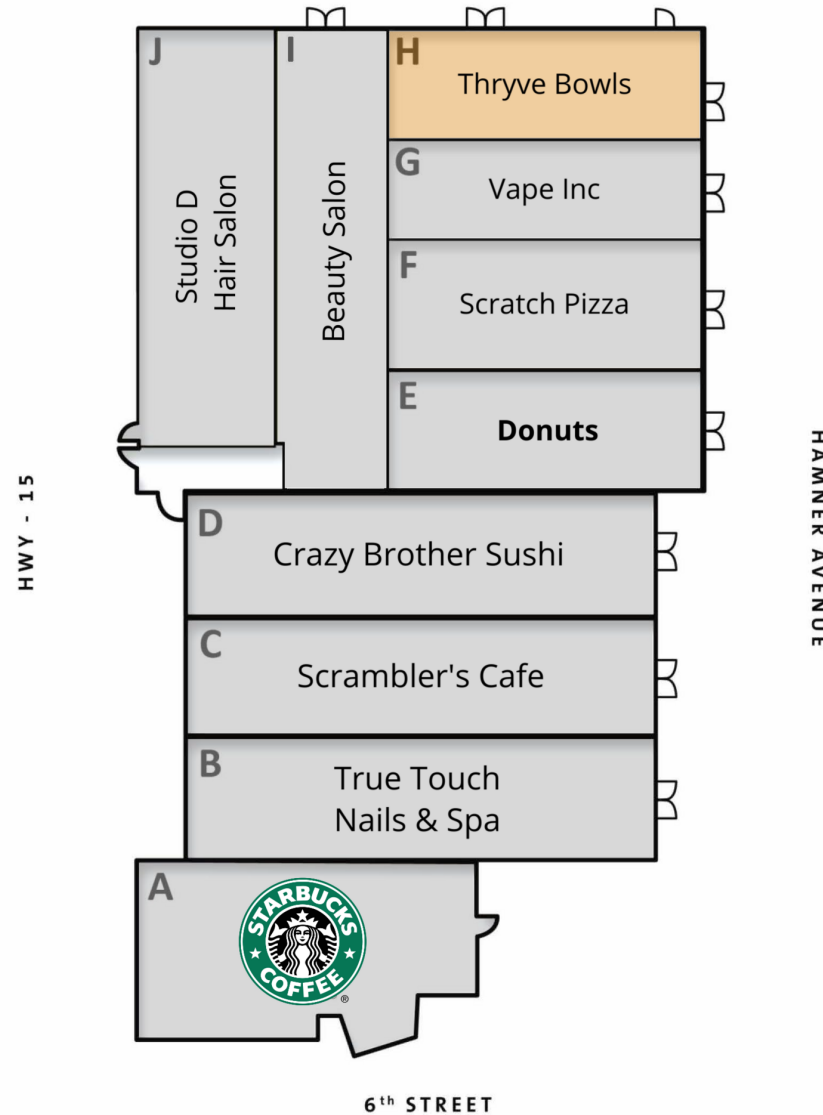 J
Studio D
Hair Salon
I
Beauty Salon
H
Thryve Bowls
G
Vape Inc
F
Scratch Pizza
E
Donuts
D
Crazy Brother Sushi
C
Scrambler's Cafe
B
True Touch
Nails & Spa
A
STARBUCKS
COFFEE
®
HWY - 15
HAMNER AVENUE
6th STREET